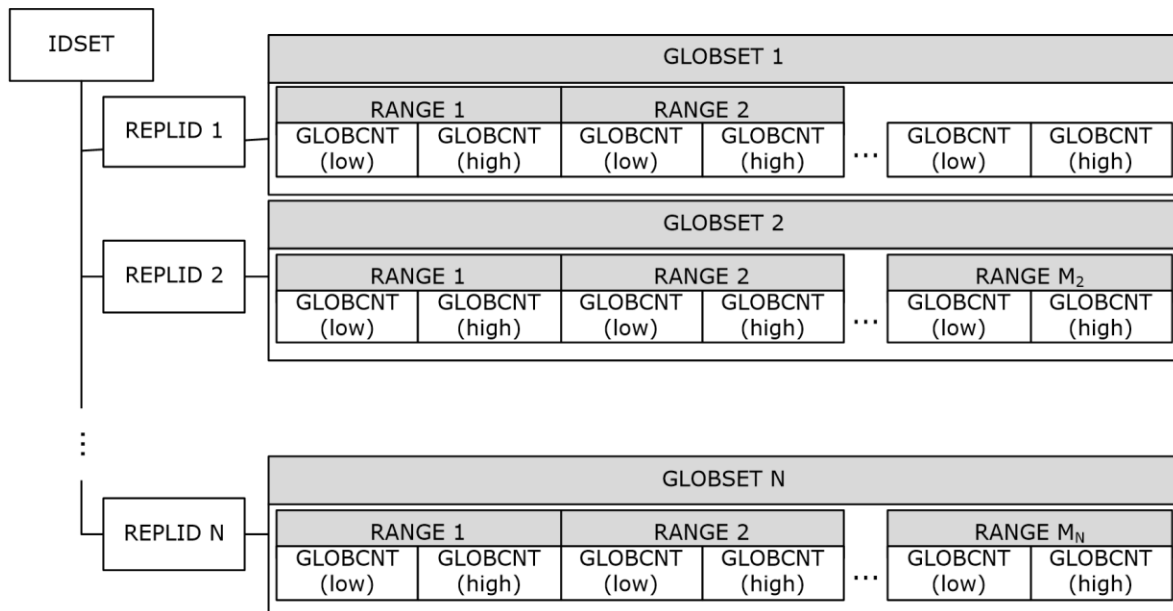 IDSET
GLOBSET 1
REPLID 1
RANGE 1 RANGE 2
GLOBCNT GLOBCNT GLOBCNT GLOBCNT GLOBCNT GLOBCNT
(low) (high) (low) (high) ... (low) (high)
GLOBSET 2
REPLID 2
RANGE 1 RANGE 2 RANGE M₂
GLOBCNT GLOBCNT GLOBCNT GLOBCNT GLOBCNT GLOBCNT
(low) (high) (low) (high) ... (low) (high)
...
GLOBSET N
REPLID N
RANGE 1 RANGE 2 RANGE Mₙ
GLOBCNT GLOBCNT GLOBCNT GLOBCNT GLOBCNT GLOBCNT
(low) (high) (low) (high) ... (low) (high)